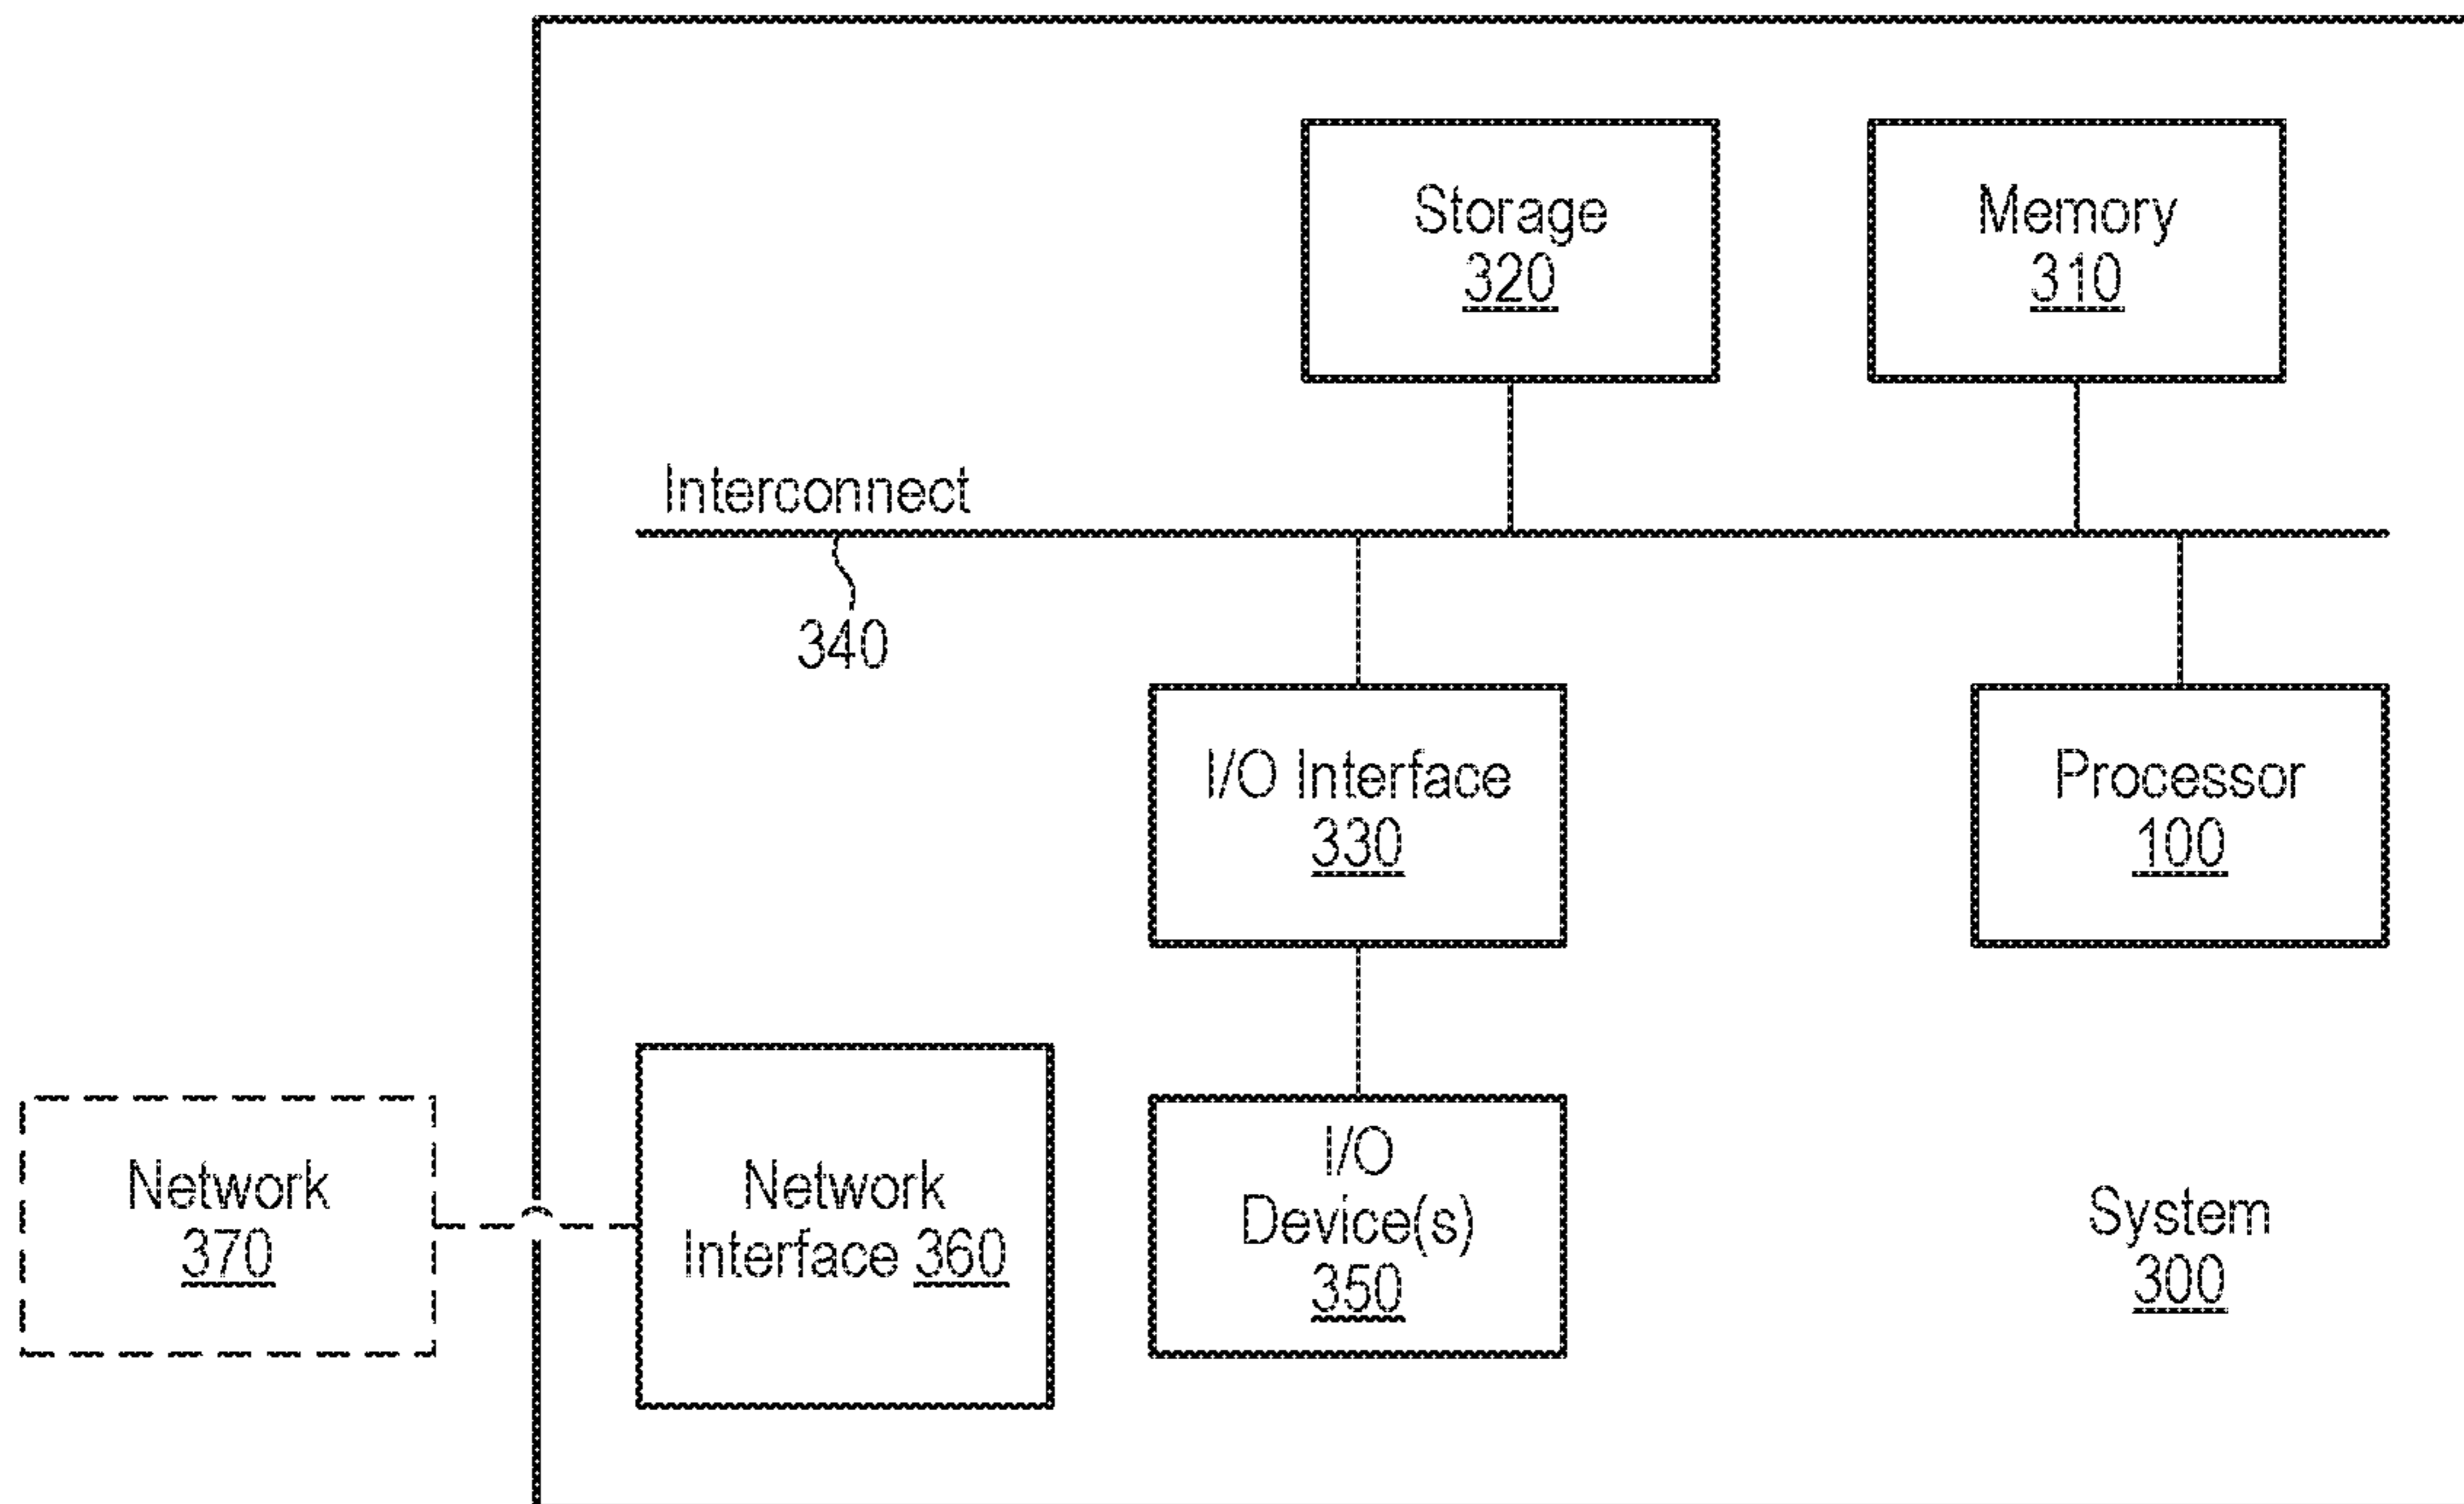 Storage
320
Memory
310
Interconnect
340
I/O Interface
330
Processor
100
Network
370
Network
Interface 360
I/O
Device(s)
350
System
300